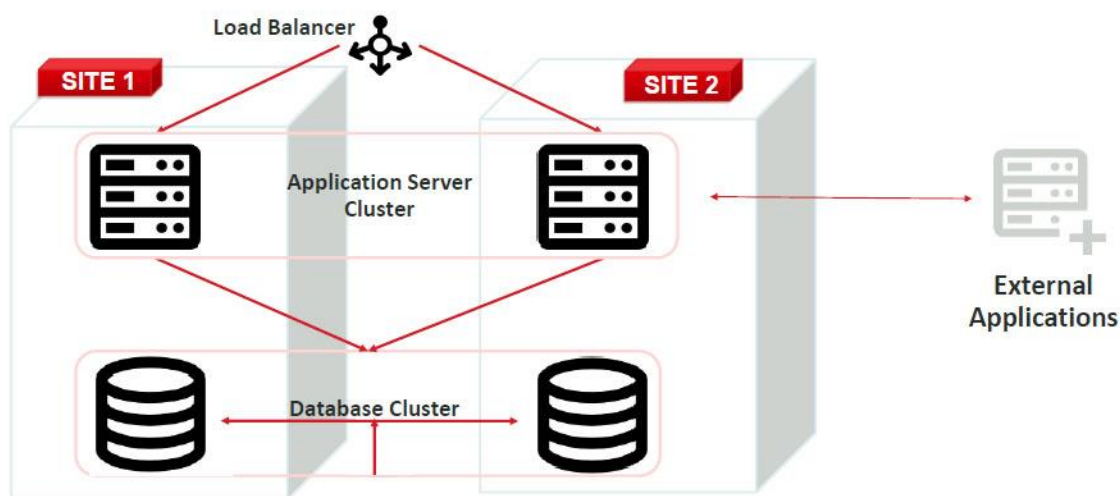 Load Balancer
SITE 1
SITE 2
Application Server
Cluster
External
Applications
Database Cluster